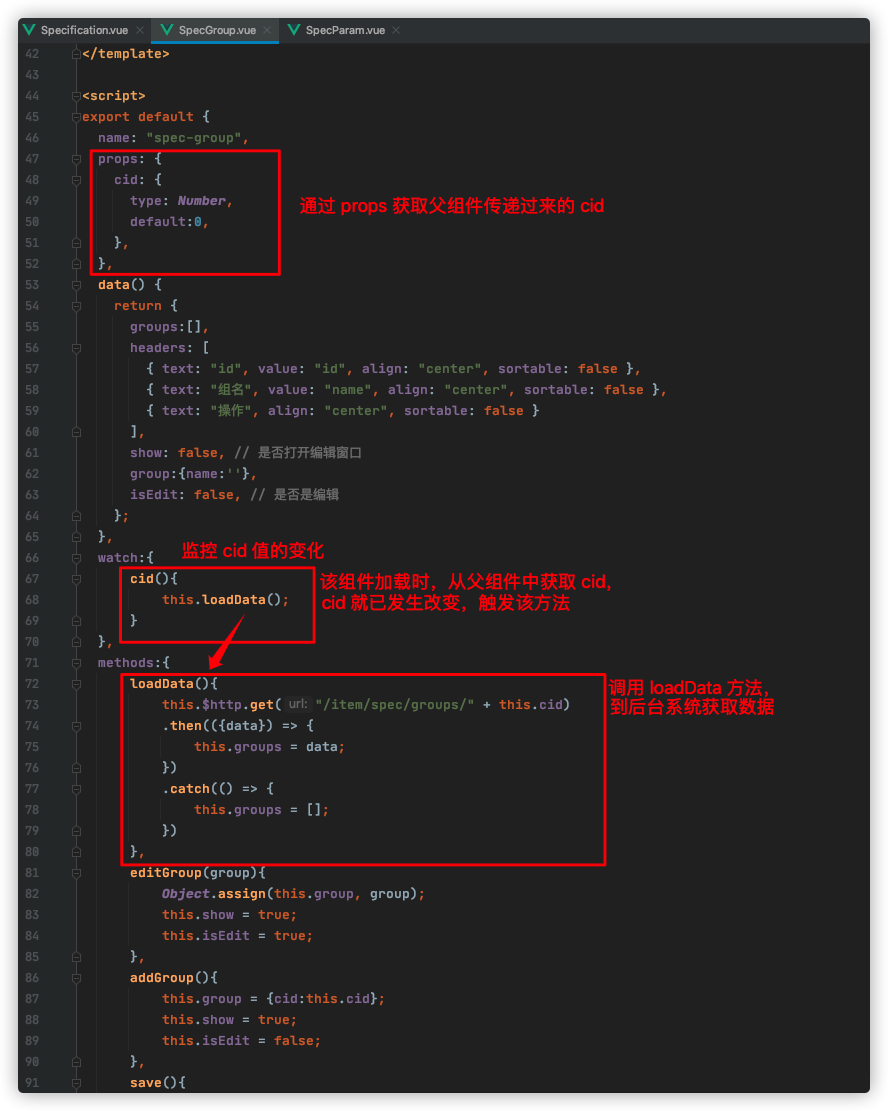 Specification.vue × SpecGroup.vue × SpecParam.vue ×
42 </template>
43
44 <script>
45 export default {
46 name: "spec-group",
47 props: {
48 cid: {
49 type: Number,
50 default:0,
51 },
52 },
通过 props 获取父组件传递过来的 cid
53 data() {
54 return {
55 groups:[],
56 headers: [
57 { text: "id", value: "id", align: "center", sortable: false },
58 { text: "组名", value: "name", align: "center", sortable: false },
59 { text: "操作", align: "center", sortable: false }
60 ],
61 show: false, // 是否打开编辑窗口
62 group:{name:''},
63 isEdit: false, // 是否是编辑
64 };
65 },
66 watch:{
监控 cid 值的变化
67 cid(){
68 this.loadData();
69 }
70 },
该组件加载时，从父组件中获取 cid,
cid 就已发生改变，触发该方法
71 methods:{
72 loadData(){
73 this.$http.get( url: "/item/spec/groups/" + this.cid)
74 .then(({data}) => {
75 this.groups = data;
76 })
77 .catch(() => {
78 this.groups = [];
79 })
80 },
调用 loadData 方法，
到后台系统获取数据
81 editGroup(group){
82 Object.assign(this.group, group);
83 this.show = true;
84 this.isEdit = true;
85 },
86 addGroup(){
87 this.group = {cid:this.cid};
88 this.show = true;
89 this.isEdit = false;
90 },
91 save(){